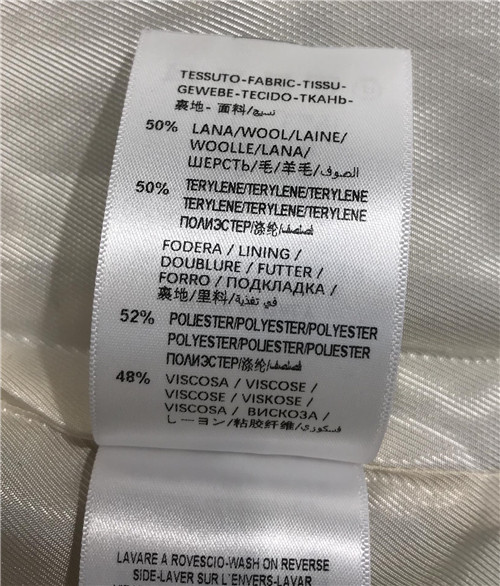 TESSUTO-FABRIC-TISSU-
GEWEBE-TECIDO-ТКАНЬ-
裏地- 面料/نسيج
50% LANA/WOOL/LAINE/
WOOLLE/LANA/
ШЕРСТЬ/毛/羊毛/الصوف
50% TERYLENE/TERYLENE/TERYLENE
TERYLENE/TERYLENE/TERYLENE
ПОЛИЭСТЕР/涤纶/
FODERA / LINING /
DOUBLURE / FUTTER /
FORRO / ПОДКЛАДКА /
裏地/里料/في تغذية
52% POLIESTER/POLYESTER/POLYESTER
POLYESTER/POLIESTER/POLIESTER
ПОЛИЭСТЕР/涤纶/
48% VISCOSA / VISCOSE /
VISCOSE / VISKOSE /
VISCOSA / ВИСКОЗА /
レーヨン/粘胶纤维/فسكوزي
LAVARE A ROVESCIO-WASH ON REVERSE
SIDE-LAVER SUR L'ENVERS-LAVAR